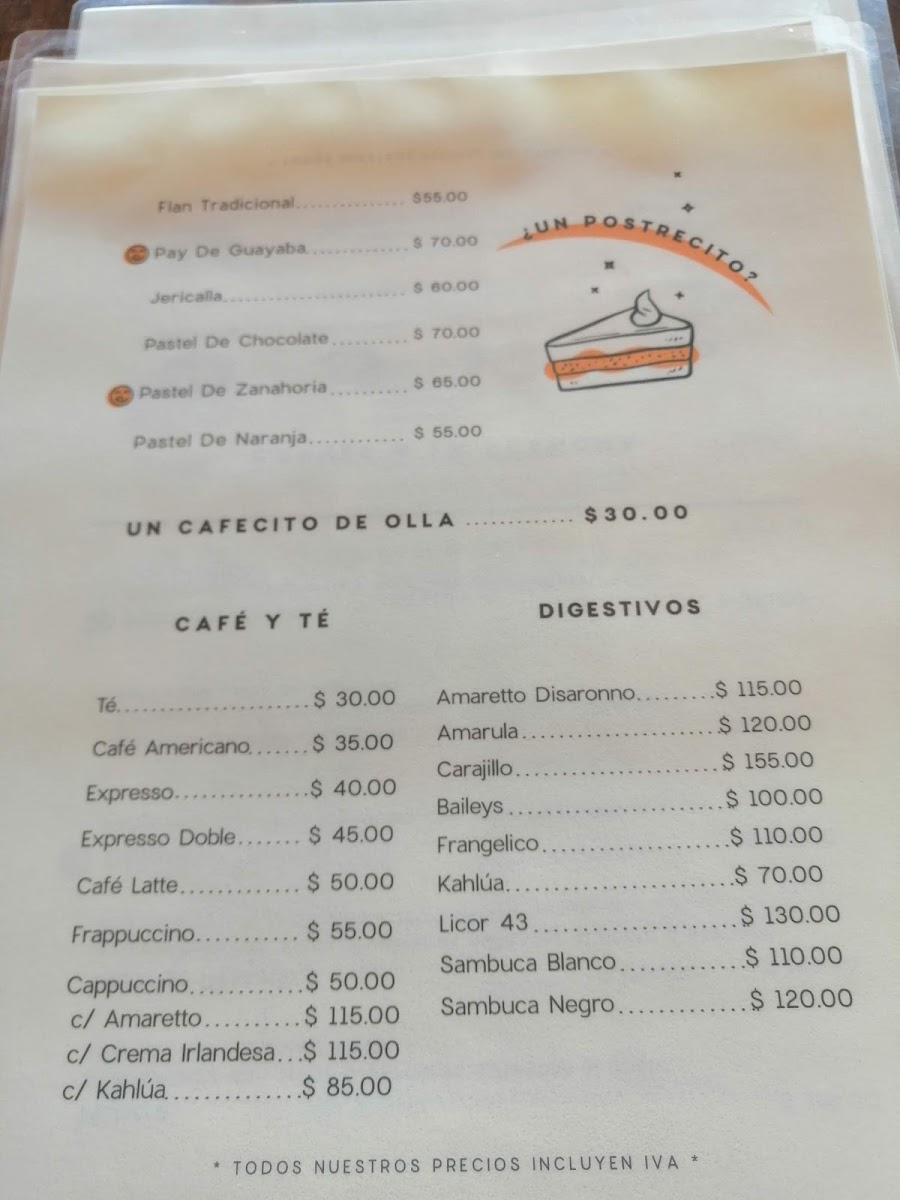 ¿UN POSTRECITO?
Flan Tradicional.............. $55.00
Pay De Guayaba............. $ 70.00
Jericalla........................ $ 60.00
Pastel De Chocolate.......... $ 70.00
Pastel De Zanahoria.......... $ 65.00
Pastel De Naranja............ $ 55.00
UN CAFECITO DE OLLA ............. $30.00
CAFÉ Y TÉ
Té......................$ 30.00
Café Americano.......$ 35.00
Expresso...............$ 40.00
Expresso Doble....... $ 45.00
Café Latte............. $ 50.00
Frappuccino........... $ 55.00
Cappuccino............$ 50.00
c/ Amaretto..........$ 115.00
c/ Crema Irlandesa...$ 115.00
c/ Kahlúa..............$ 85.00
DIGESTIVOS
Amaretto Disaronno.........$ 115.00
Amarula......................$ 120.00
Carajillo.......................$ 155.00
Baileys........................$ 100.00
Frangelico....................$ 110.00
Kahlúa.........................$ 70.00
Licor 43......................$ 130.00
Sambuca Blanco.............$ 110.00
Sambuca Negro..............$ 120.00
* TODOS NUESTROS PRECIOS INCLUYEN IVA *